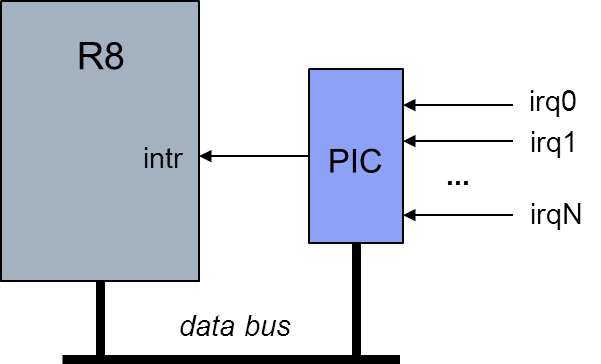 R8
intr
PIC
irq0
irq1
...
irqN
data bus